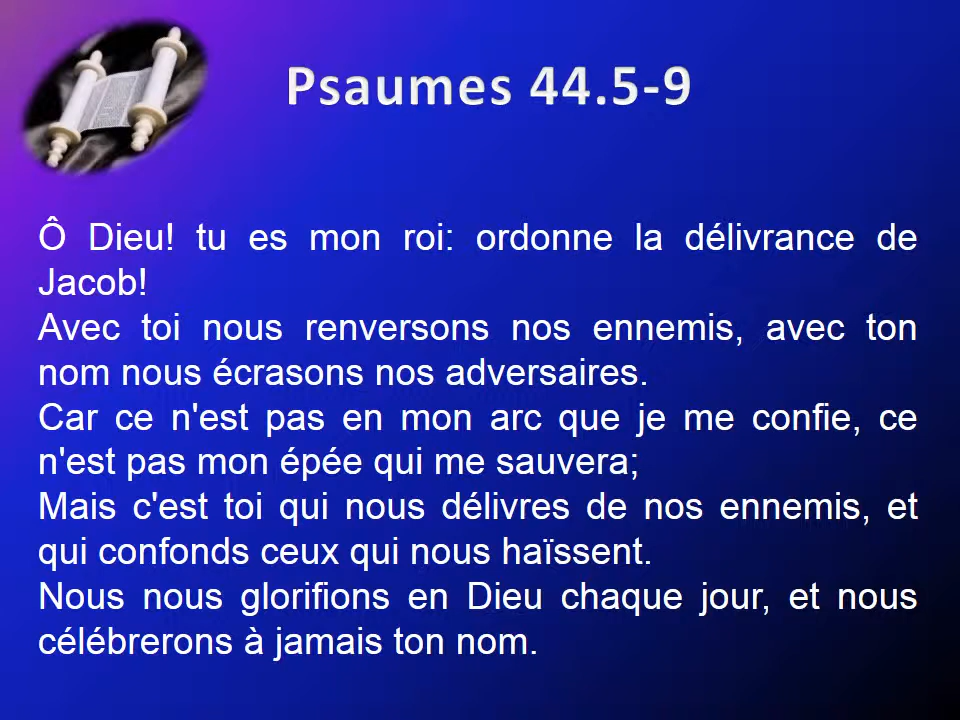 Psaumes 44.5-9
Ô Dieu! tu es mon roi: ordonne la délivrance de
Jacob!
Avec toi nous renversons nos ennemis, avec ton
nom nous écrasons nos adversaires.
Car ce n'est pas en mon arc que je me confie, ce
n'est pas mon épée qui me sauvera;
Mais c'est toi qui nous délivres de nos ennemis, et
qui confonds ceux qui nous haïssent.
Nous nous glorifions en Dieu chaque jour, et nous
célébrerons à jamais ton nom.